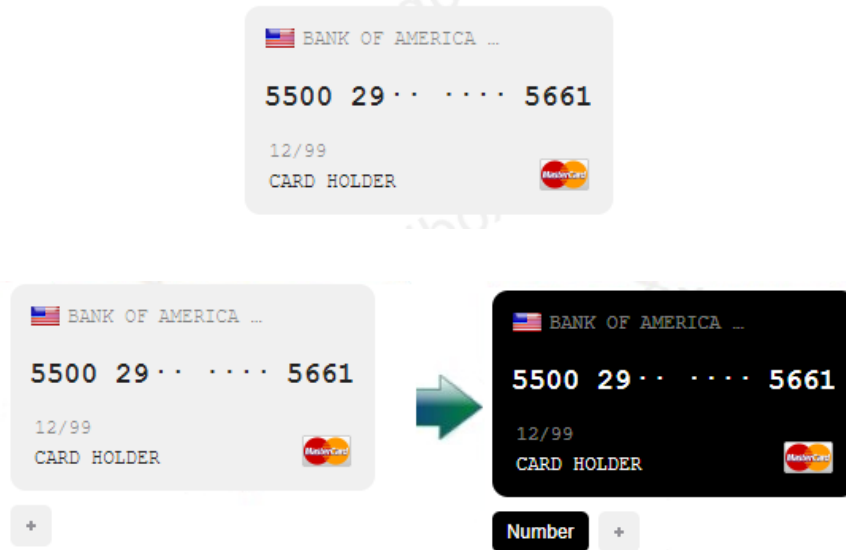 BANK OF AMERICA …
5500 29·· ···· 5661
12/99
CARD HOLDER
MasterCard
BANK OF AMERICA …
5500 29·· ···· 5661
12/99
CARD HOLDER
MasterCard
+
BANK OF AMERICA …
5500 29·· ···· 5661
12/99
CARD HOLDER
MasterCard
Number +